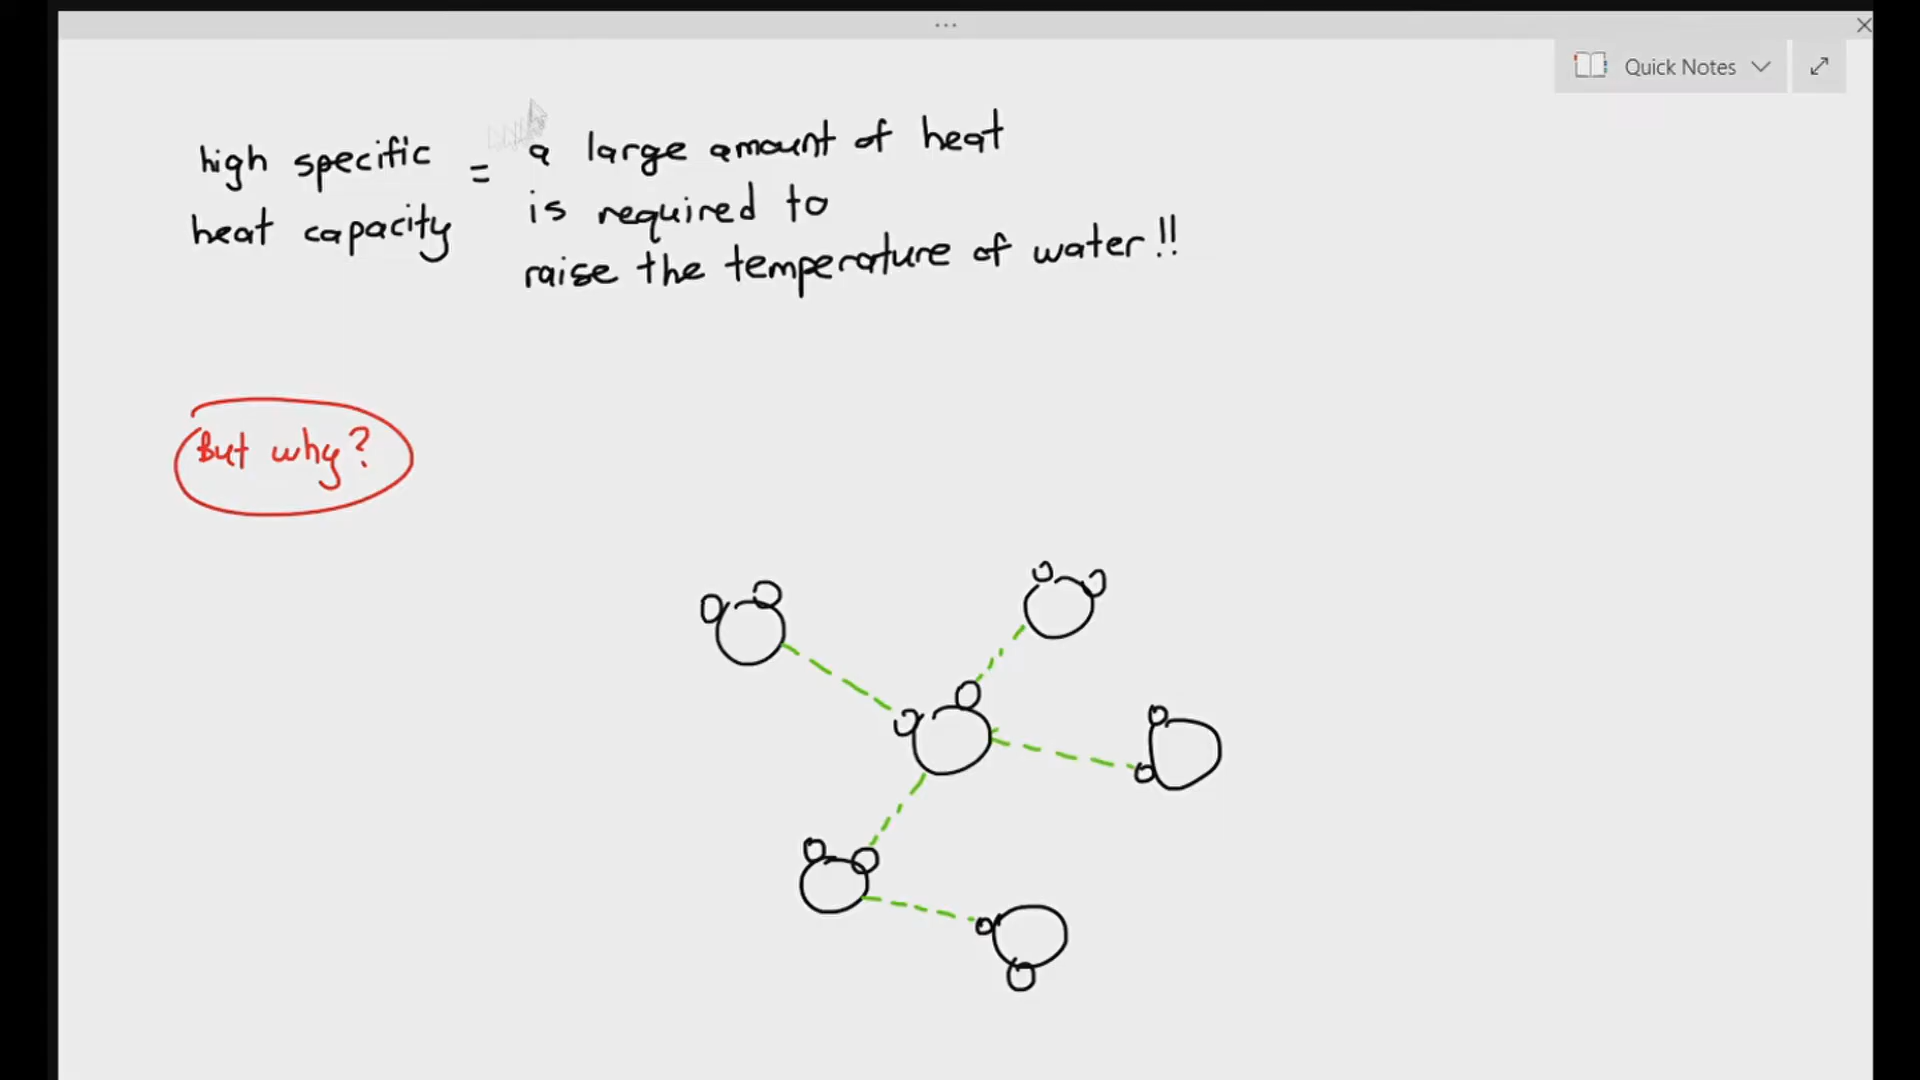 Quick Notes
high specific = a large amount of heat
heat capacity is required to
raise the temperature of water!!
But why?